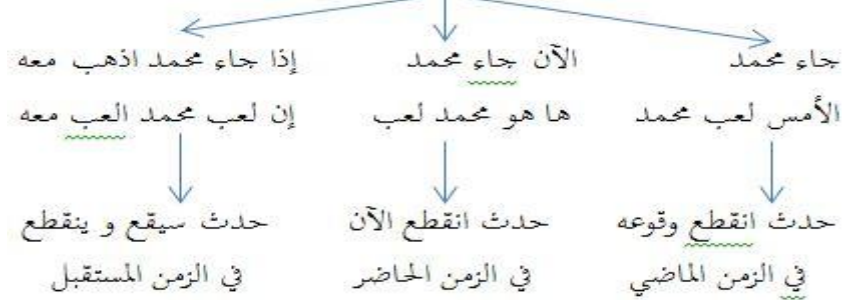 جاء محمد
الآن جاء محمد
إذا جاء محمد اذهب معه
الأمس لعب محمد
ها هو محمد لعب
إن لعب محمد العب معه
حدث انقطع وقوعه
حدث انقطع الآن
حدث سيقع و ينقطع
في الزمن الماضي
في الزمن الحاضر
في الزمن المستقبل